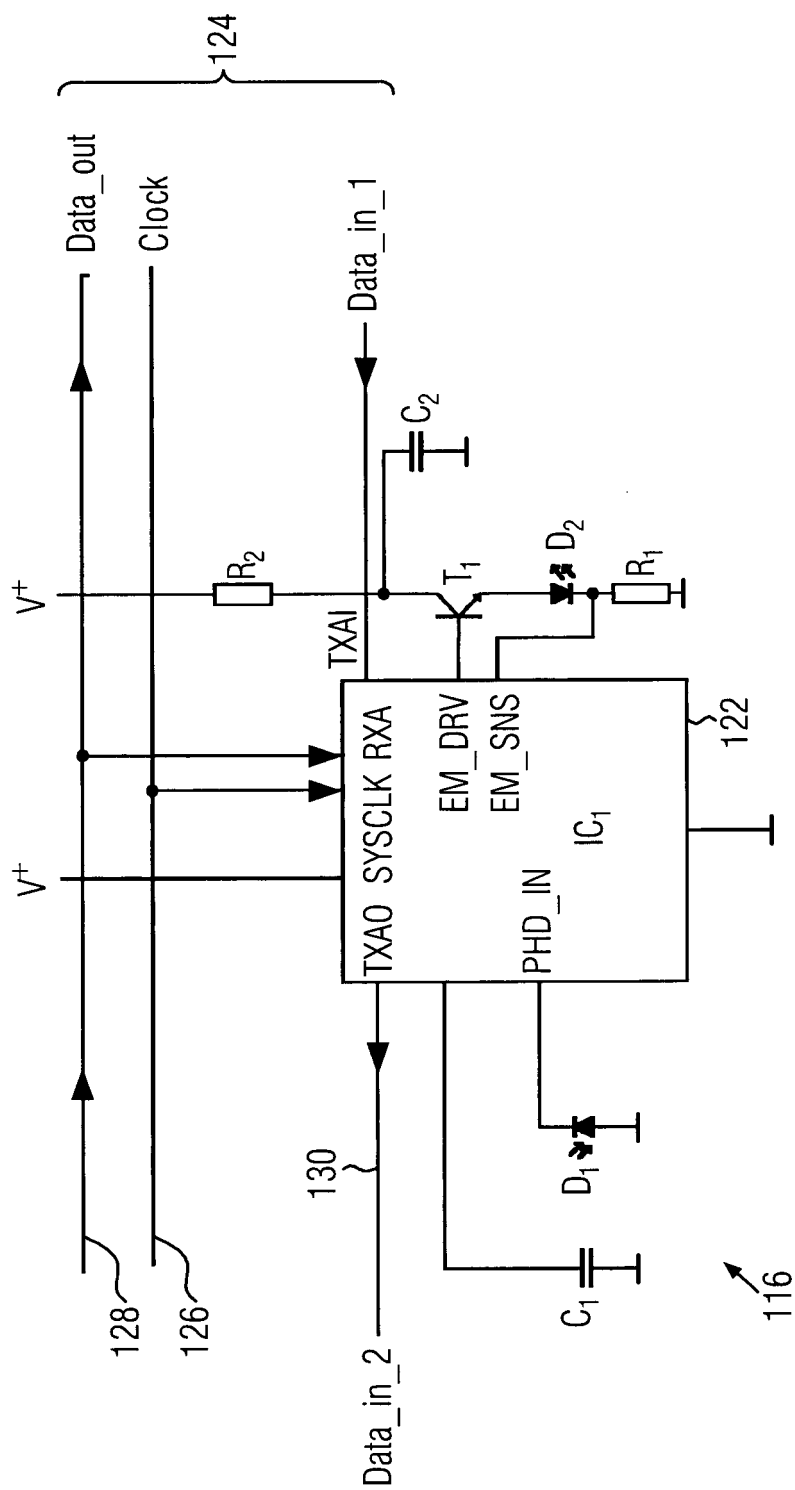 124
Data_out
Clock
Data_in_1
V+
V+
R2
C2
TXAI
T1
D2
R1
TXAO SYSCLK RXA
EM_DRV
EM_SNS
IC1
PHD_IN
122
130
128
126
D1
C1
Data_in_2
116